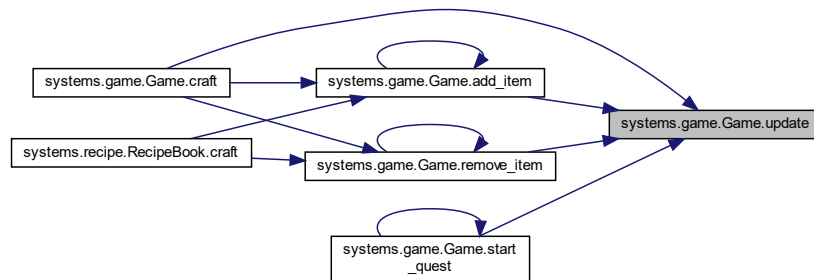 systems.game.Game.craft
systems.game.Game.add_item
systems.game.Game.update
systems.recipe.RecipeBook.craft
systems.game.Game.remove_item
systems.game.Game.start
_quest